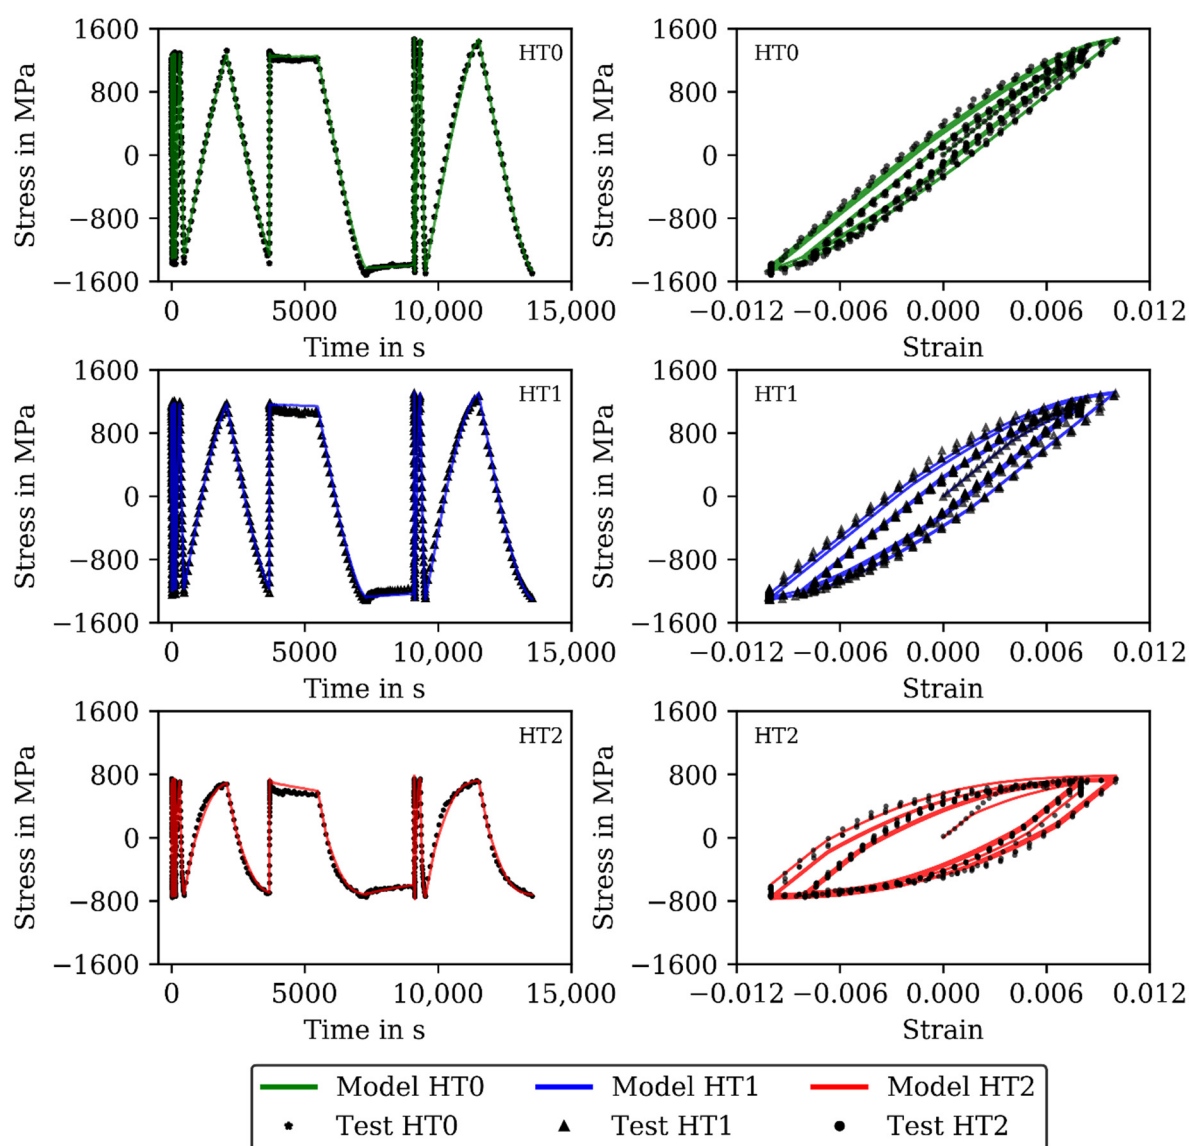 1600
800
0
−800
−1600
Stress in MPa
HT0
0 5000 10,000 15,000
Time in s
1600
800
0
−800
−1600
Stress in MPa
HT0
−0.012 −0.006 0.000 0.006 0.012
Strain
1600
800
0
−800
−1600
Stress in MPa
HT1
0 5000 10,000 15,000
Time in s
1600
800
0
−800
−1600
Stress in MPa
HT1
−0.012 −0.006 0.000 0.006 0.012
Strain
1600
800
0
−800
−1600
Stress in MPa
HT2
0 5000 10,000 15,000
Time in s
1600
800
0
−800
−1600
Stress in MPa
HT2
−0.012 −0.006 0.000 0.006 0.012
Strain
Model HT0 Model HT1 Model HT2
Test HT0 Test HT1 Test HT2